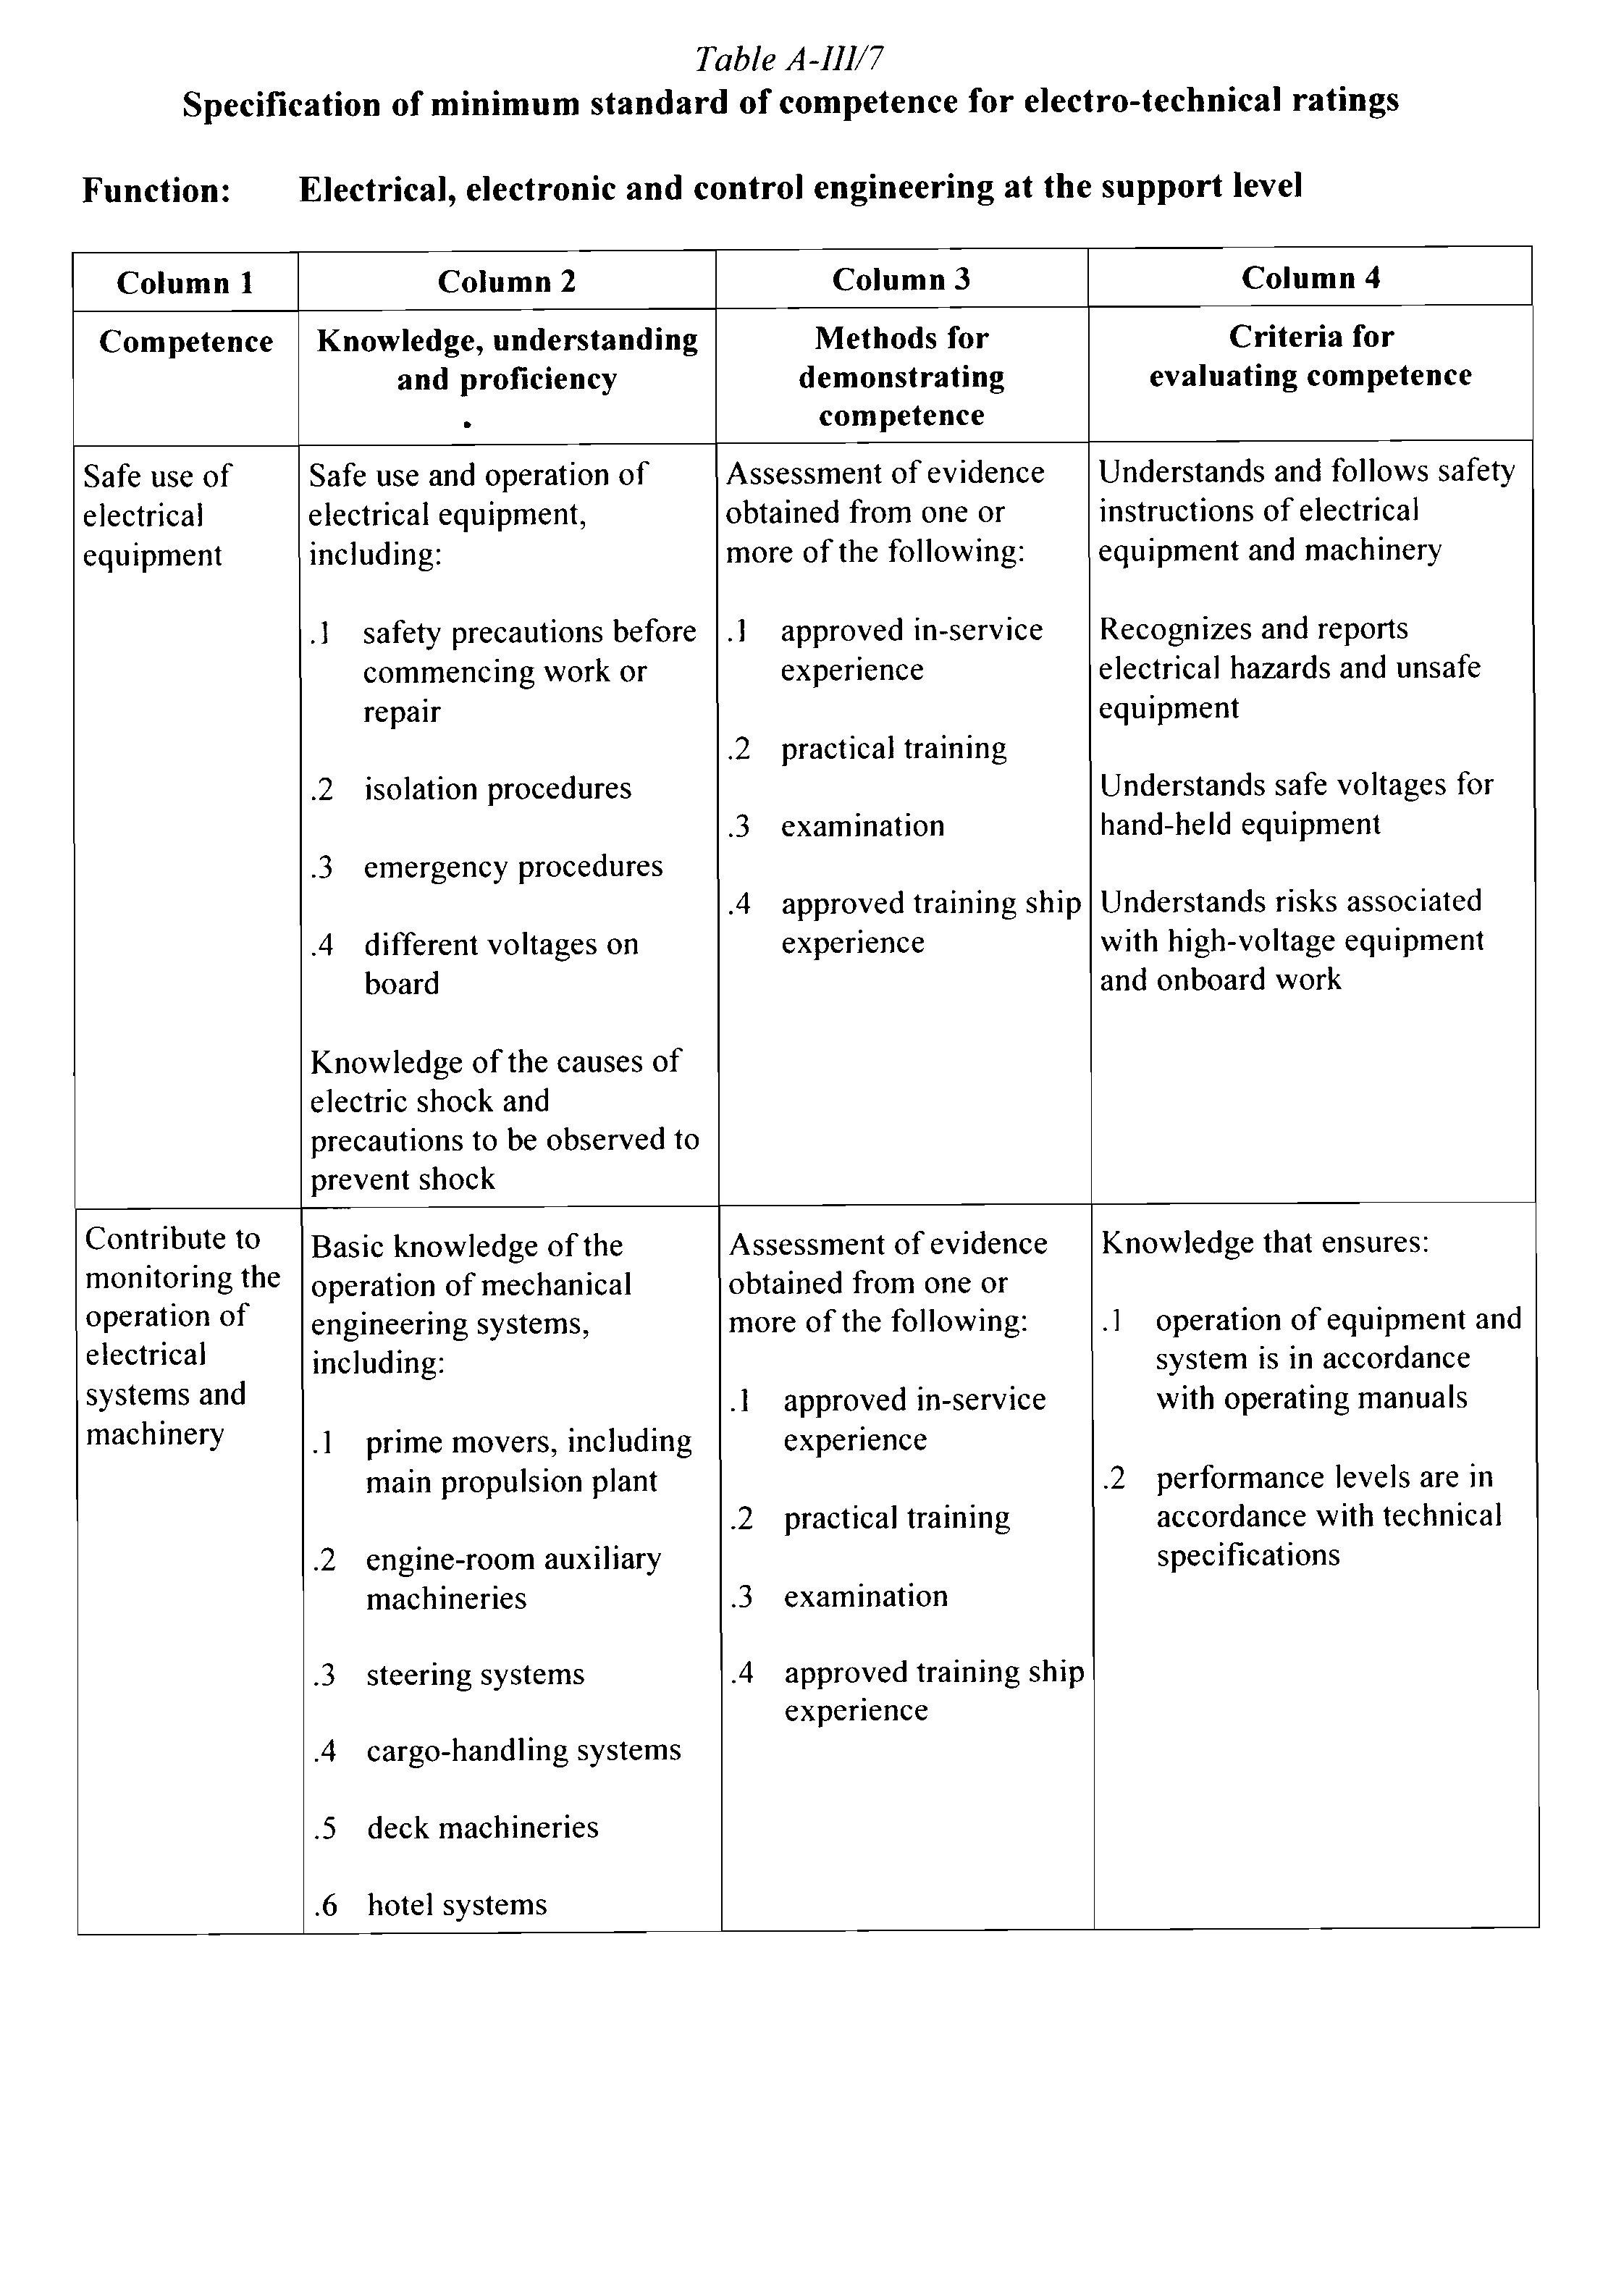 Table A-III/7
Specification of minimum standard of competence for electro-technical ratings
Function: Electrical, electronic and control engineering at the support level
Column 1
Column 2
Column 3
Column 4
Competence
Knowledge, understanding
and proficiency
Methods for
demonstrating
competence
Criteria for
evaluating competence
Safe use of
electrical
equipment
Safe use and operation of
electrical equipment,
including:
.1 safety precautions before
commencing work or
repair
.2 isolation procedures
.3 emergency procedures
.4 different voltages on
board
Knowledge of the causes of
electric shock and
precautions to be observed to
prevent shock
Assessment of evidence
obtained from one or
more of the following:
.1 approved in-service
experience
.2 practical training
.3 examination
.4 approved training ship
experience
Understands and follows safety
instructions of electrical
equipment and machinery
Recognizes and reports
electrical hazards and unsafe
equipment
Understands safe voltages for
hand-held equipment
Understands risks associated
with high-voltage equipment
and onboard work
Contribute to
monitoring the
operation of
electrical
systems and
machinery
Basic knowledge of the
operation of mechanical
engineering systems,
including:
.1 prime movers, including
main propulsion plant
.2 engine-room auxiliary
machineries
.3 steering systems
.4 cargo-handling systems
.5 deck machineries
.6 hotel systems
Assessment of evidence
obtained from one or
more of the following:
.1 approved in-service
experience
.2 practical training
.3 examination
.4 approved training ship
experience
Knowledge that ensures:
.1 operation of equipment and
system is in accordance
with operating manuals
.2 performance levels are in
accordance with technical
specifications